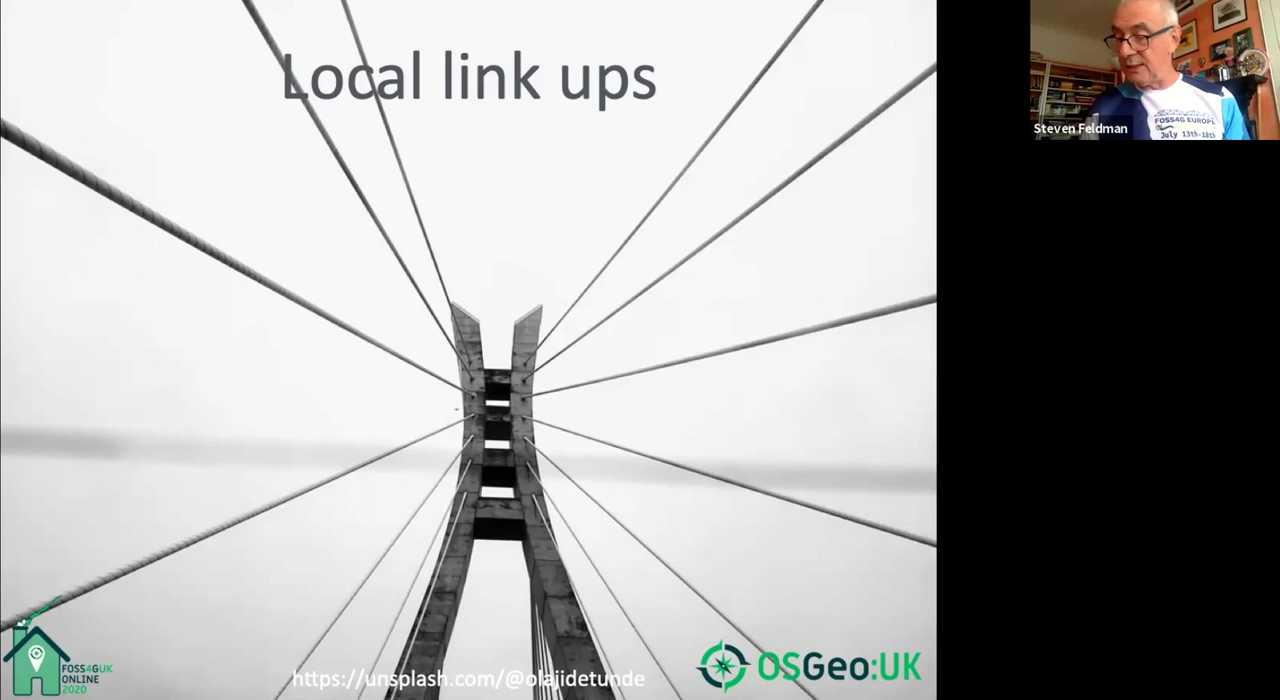 Local link ups
Steven Feldman
FOSS4G EUROPE
July 13th-18th
FOSS4GUK
ONLINE
2020
https://unsplash.com/@olajidetunde
OSGeo:UK